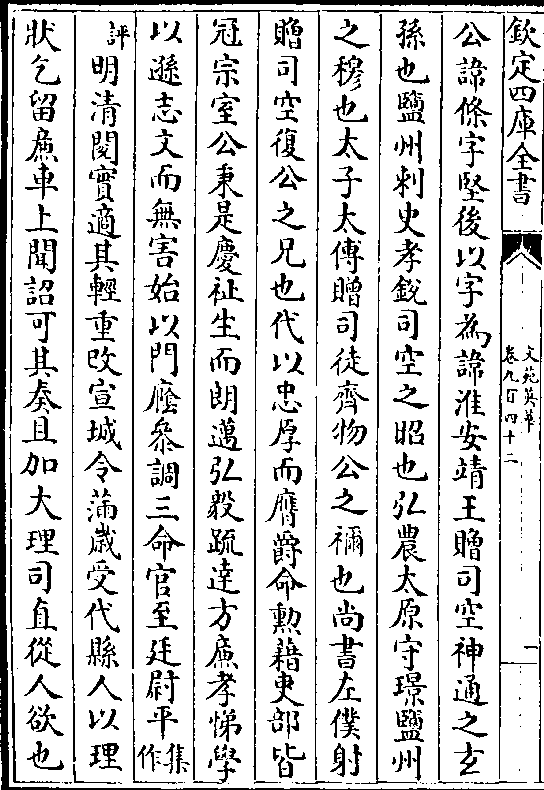 欽定四庫全書
文苑英華
卷九百四十二
一
公諱條字堅後以字為諱淮安靖王贈司空神通之玄
孫也鹽州刺史孝銳司空之昭也弘農太原守璟鹽州
之穆也太子太傅贈司徒齊物公之禰也尚書左僕射
贈司空復公之兄也代以忠厚而膺爵命勲藉吏部皆
冠宗室公秉是慶祉生而朗邁弘毅疏達方亷孝悌學
以遜志文而無害始以門廕叅調三命官至廷尉平集作
評明清閱實適其輕重改宣城令蒲歲受代縣人以理
狀乞留亷車上聞詔可其奏且加大理司直從人欲也